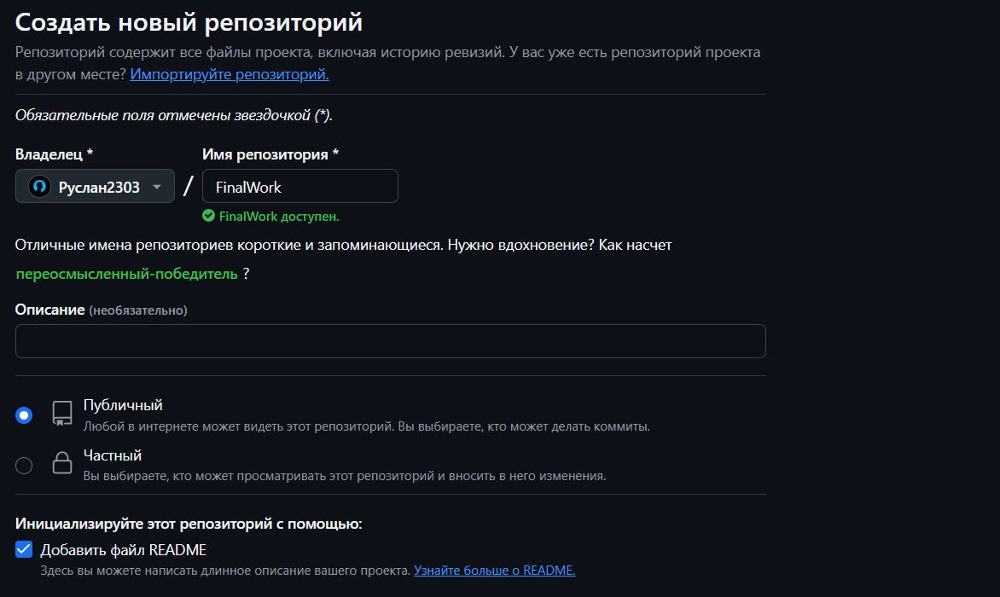 Создать новый репозиторий
Репозиторий содержит все файлы проекта, включая историю ревизий. У вас уже есть репозиторий проекта
в другом месте? Импортируйте репозиторий.
Обязательные поля отмечены звездочкой (*).
Владелец *
Имя репозитория *
Руслан2303 / FinalWork
FinalWork доступен.
Отличные имена репозиториев короткие и запоминающиеся. Нужно вдохновение? Как насчет
переосмысленный-победитель ?
Описание (необязательно)
Публичный
Любой в интернете может видеть этот репозиторий. Вы выбираете, кто может делать коммиты.
Частный
Вы выбираете, кто может просматривать этот репозиторий и вносить в него изменения.
Инициализируйте этот репозиторий с помощью:
Добавить файл README
Здесь вы можете написать длинное описание вашего проекта. Узнайте больше о README.